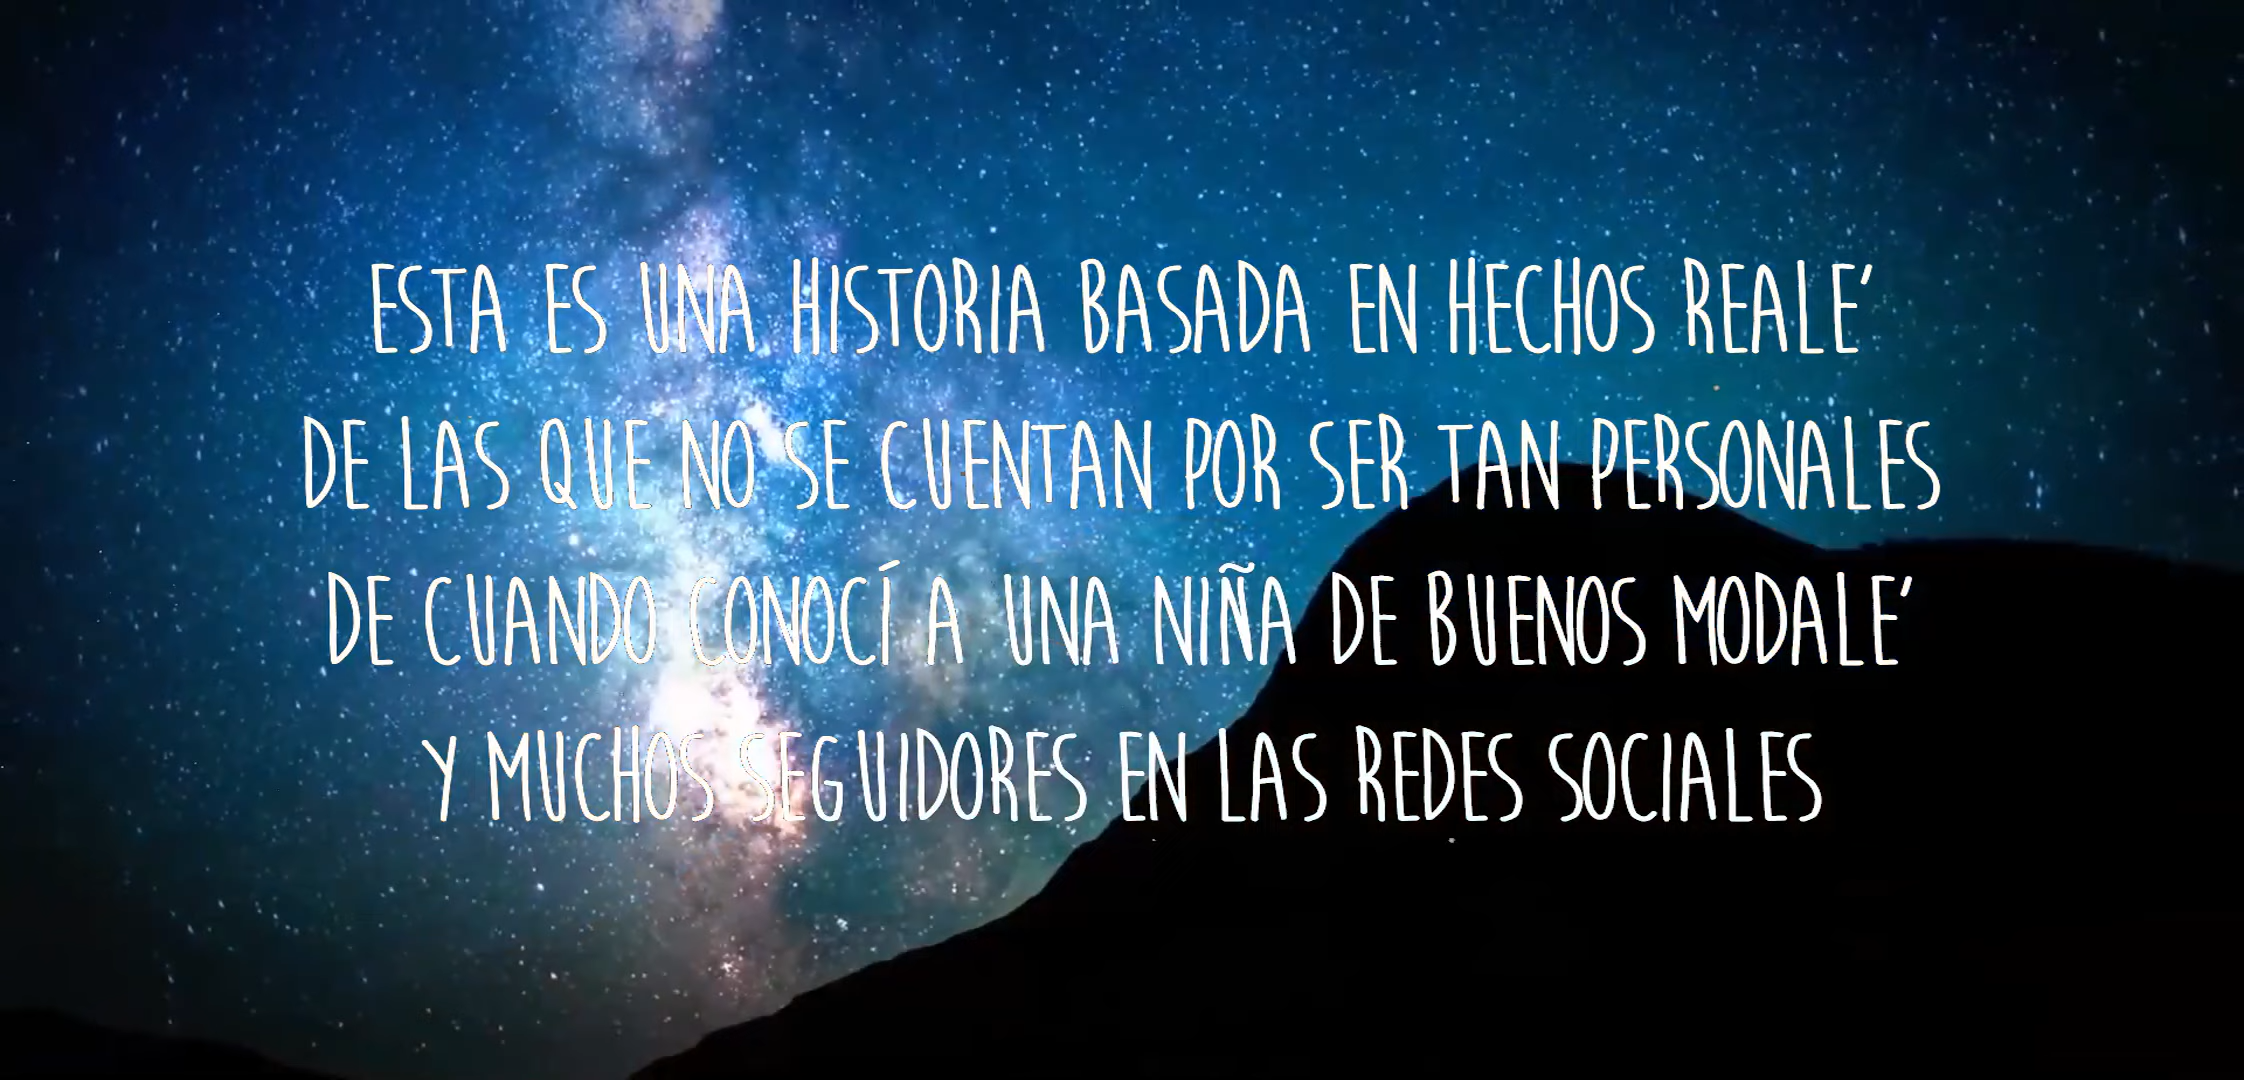 ESTA ES UNA HISTORIA BASADA EN HECHOS REALE'
DE LAS QUE NO SE CUENTAN POR SER TAN PERSONALES
DE CUANDO CONOCÍ A UNA NIÑA DE BUENOS MODALE'
Y MUCHOS SEGUIDORES EN LAS REDES SOCIALES